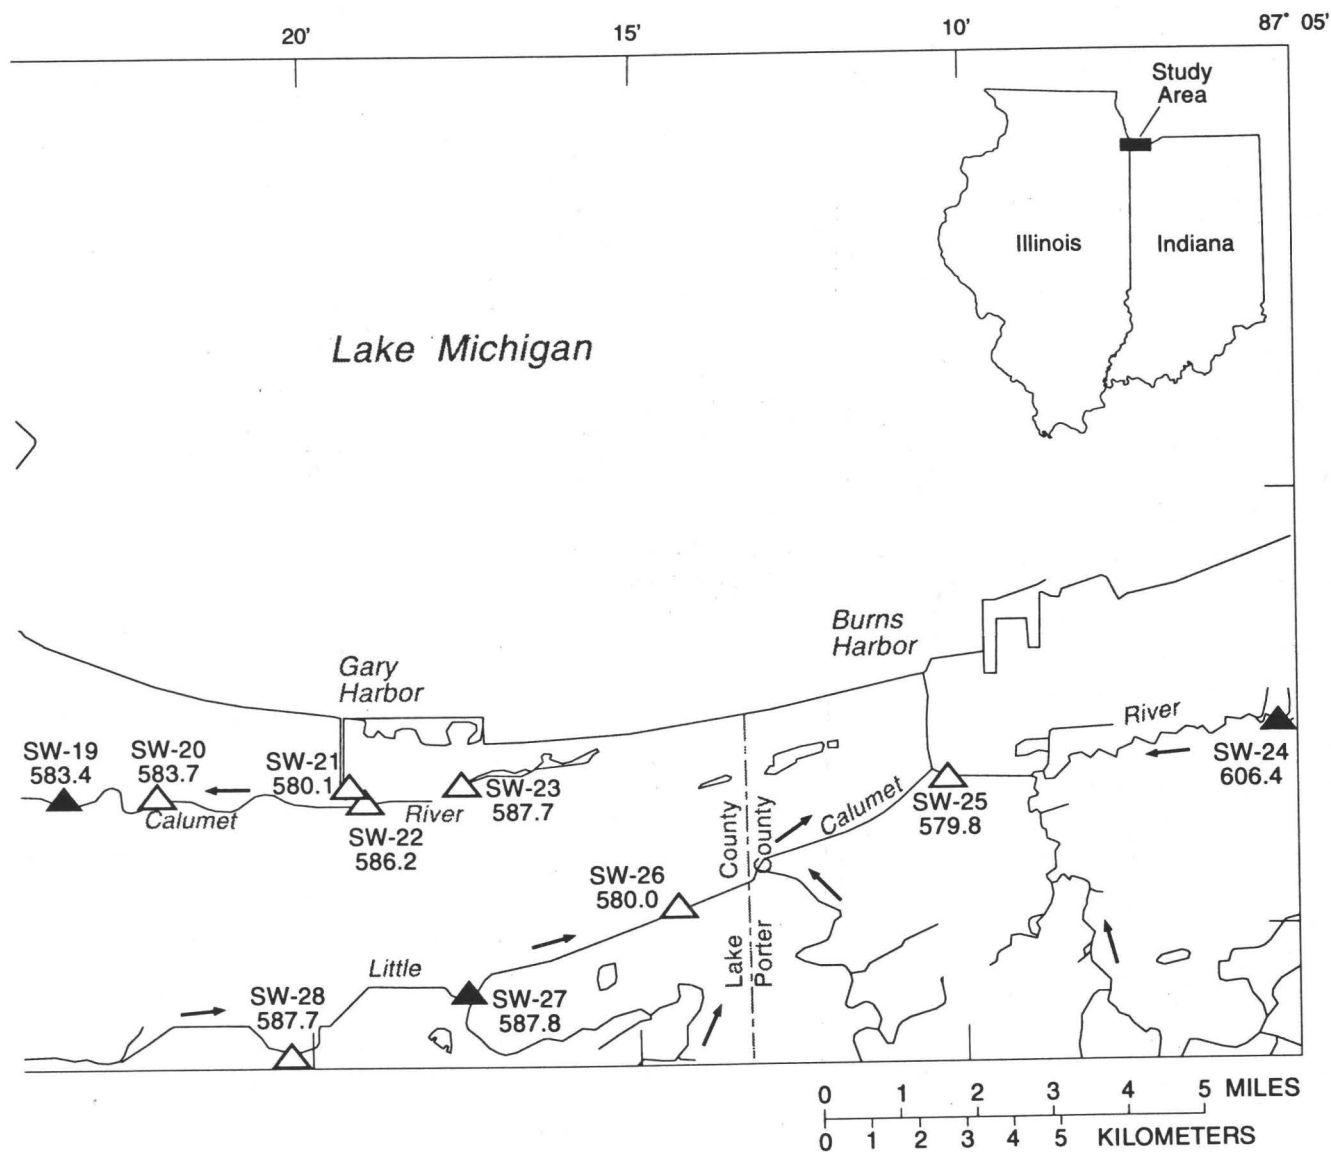 20'
15'
10'
87° 05'
Study
Area
Illinois
Indiana
Lake Michigan
Burns
Harbor
Gary
Harbor
River
SW-19
583.4
SW-20
583.7
SW-21
580.1
SW-23
587.7
SW-24
606.4
Calumet
River
SW-22
586.2
Calumet
SW-25
579.8
County
County
SW-26
580.0
Lake
Porter
Little
SW-27
587.8
SW-28
587.7
0 1 2 3 4 5 MILES
0 1 2 3 4 5 KILOMETERS